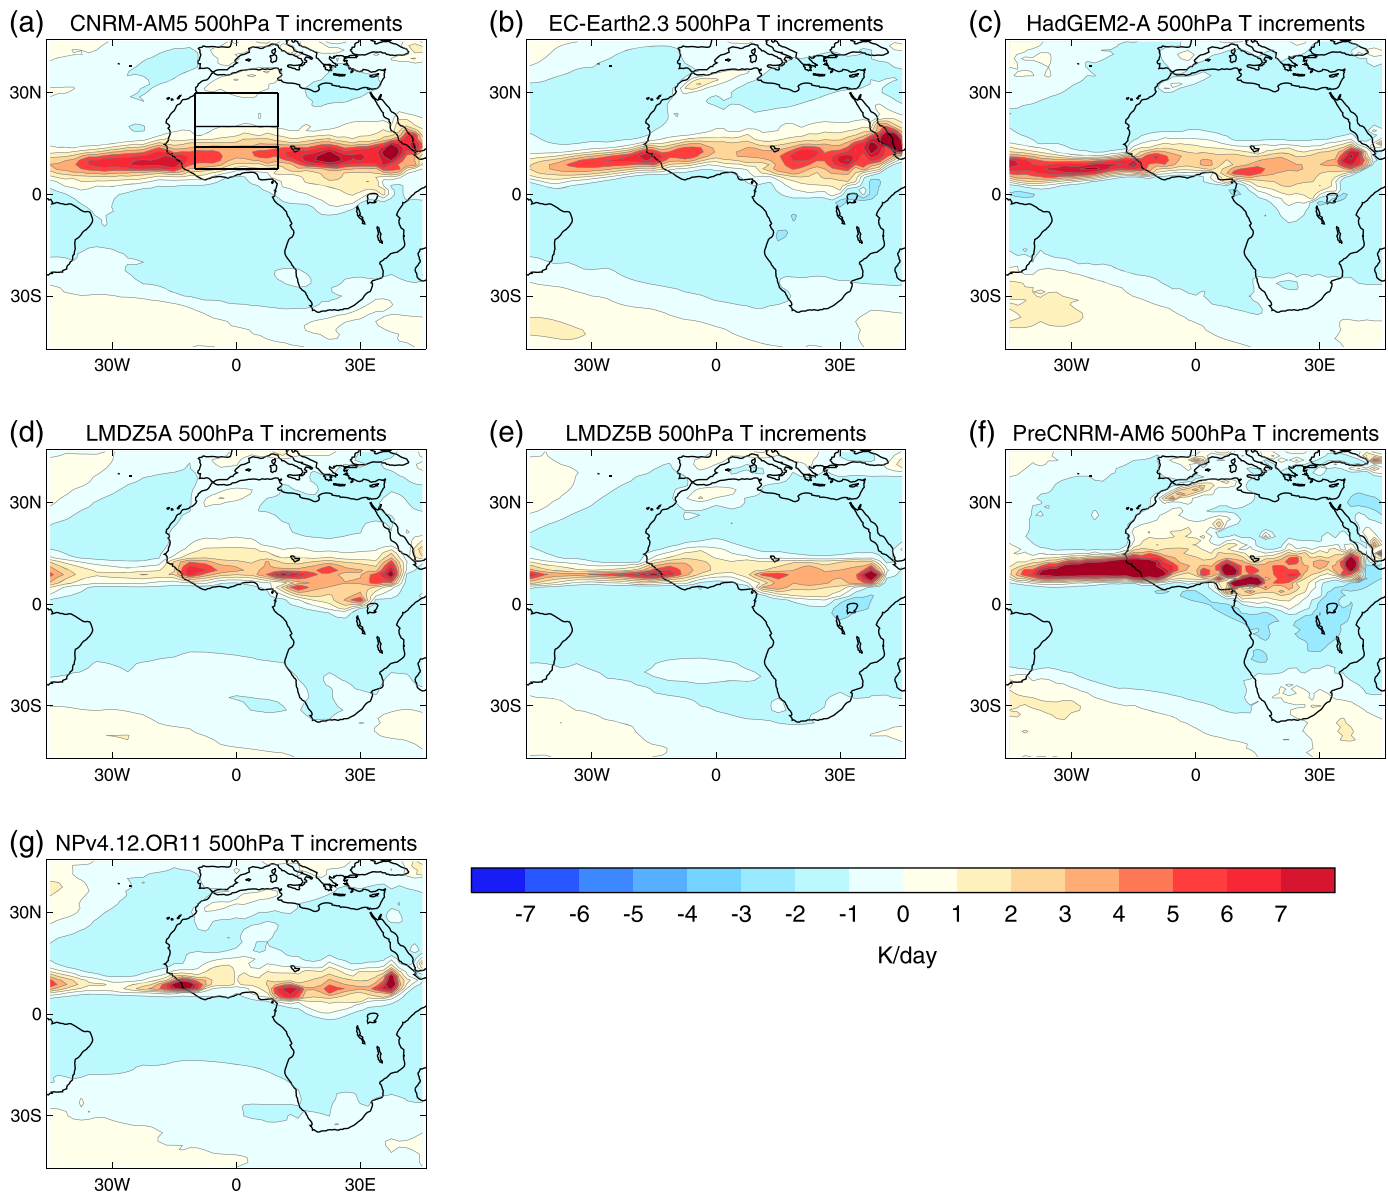 (a) CNRM-AM5 500hPa T increments
(b) EC-Earth2.3 500hPa T increments
(c) HadGEM2-A 500hPa T increments
30N
0
30S
30W 0 30E
30N
0
30S
30W 0 30E
30N
0
30S
30W 0 30E
(d) LMDZ5A 500hPa T increments
(e) LMDZ5B 500hPa T increments
(f) PreCNRM-AM6 500hPa T increments
30N
0
30S
30W 0 30E
30N
0
30S
30W 0 30E
30N
0
30S
30W 0 30E
(g) NPv4.12.OR11 500hPa T increments
30N
0
30S
30W 0 30E
-7 -6 -5 -4 -3 -2 -1 0 1 2 3 4 5 6 7
K/day